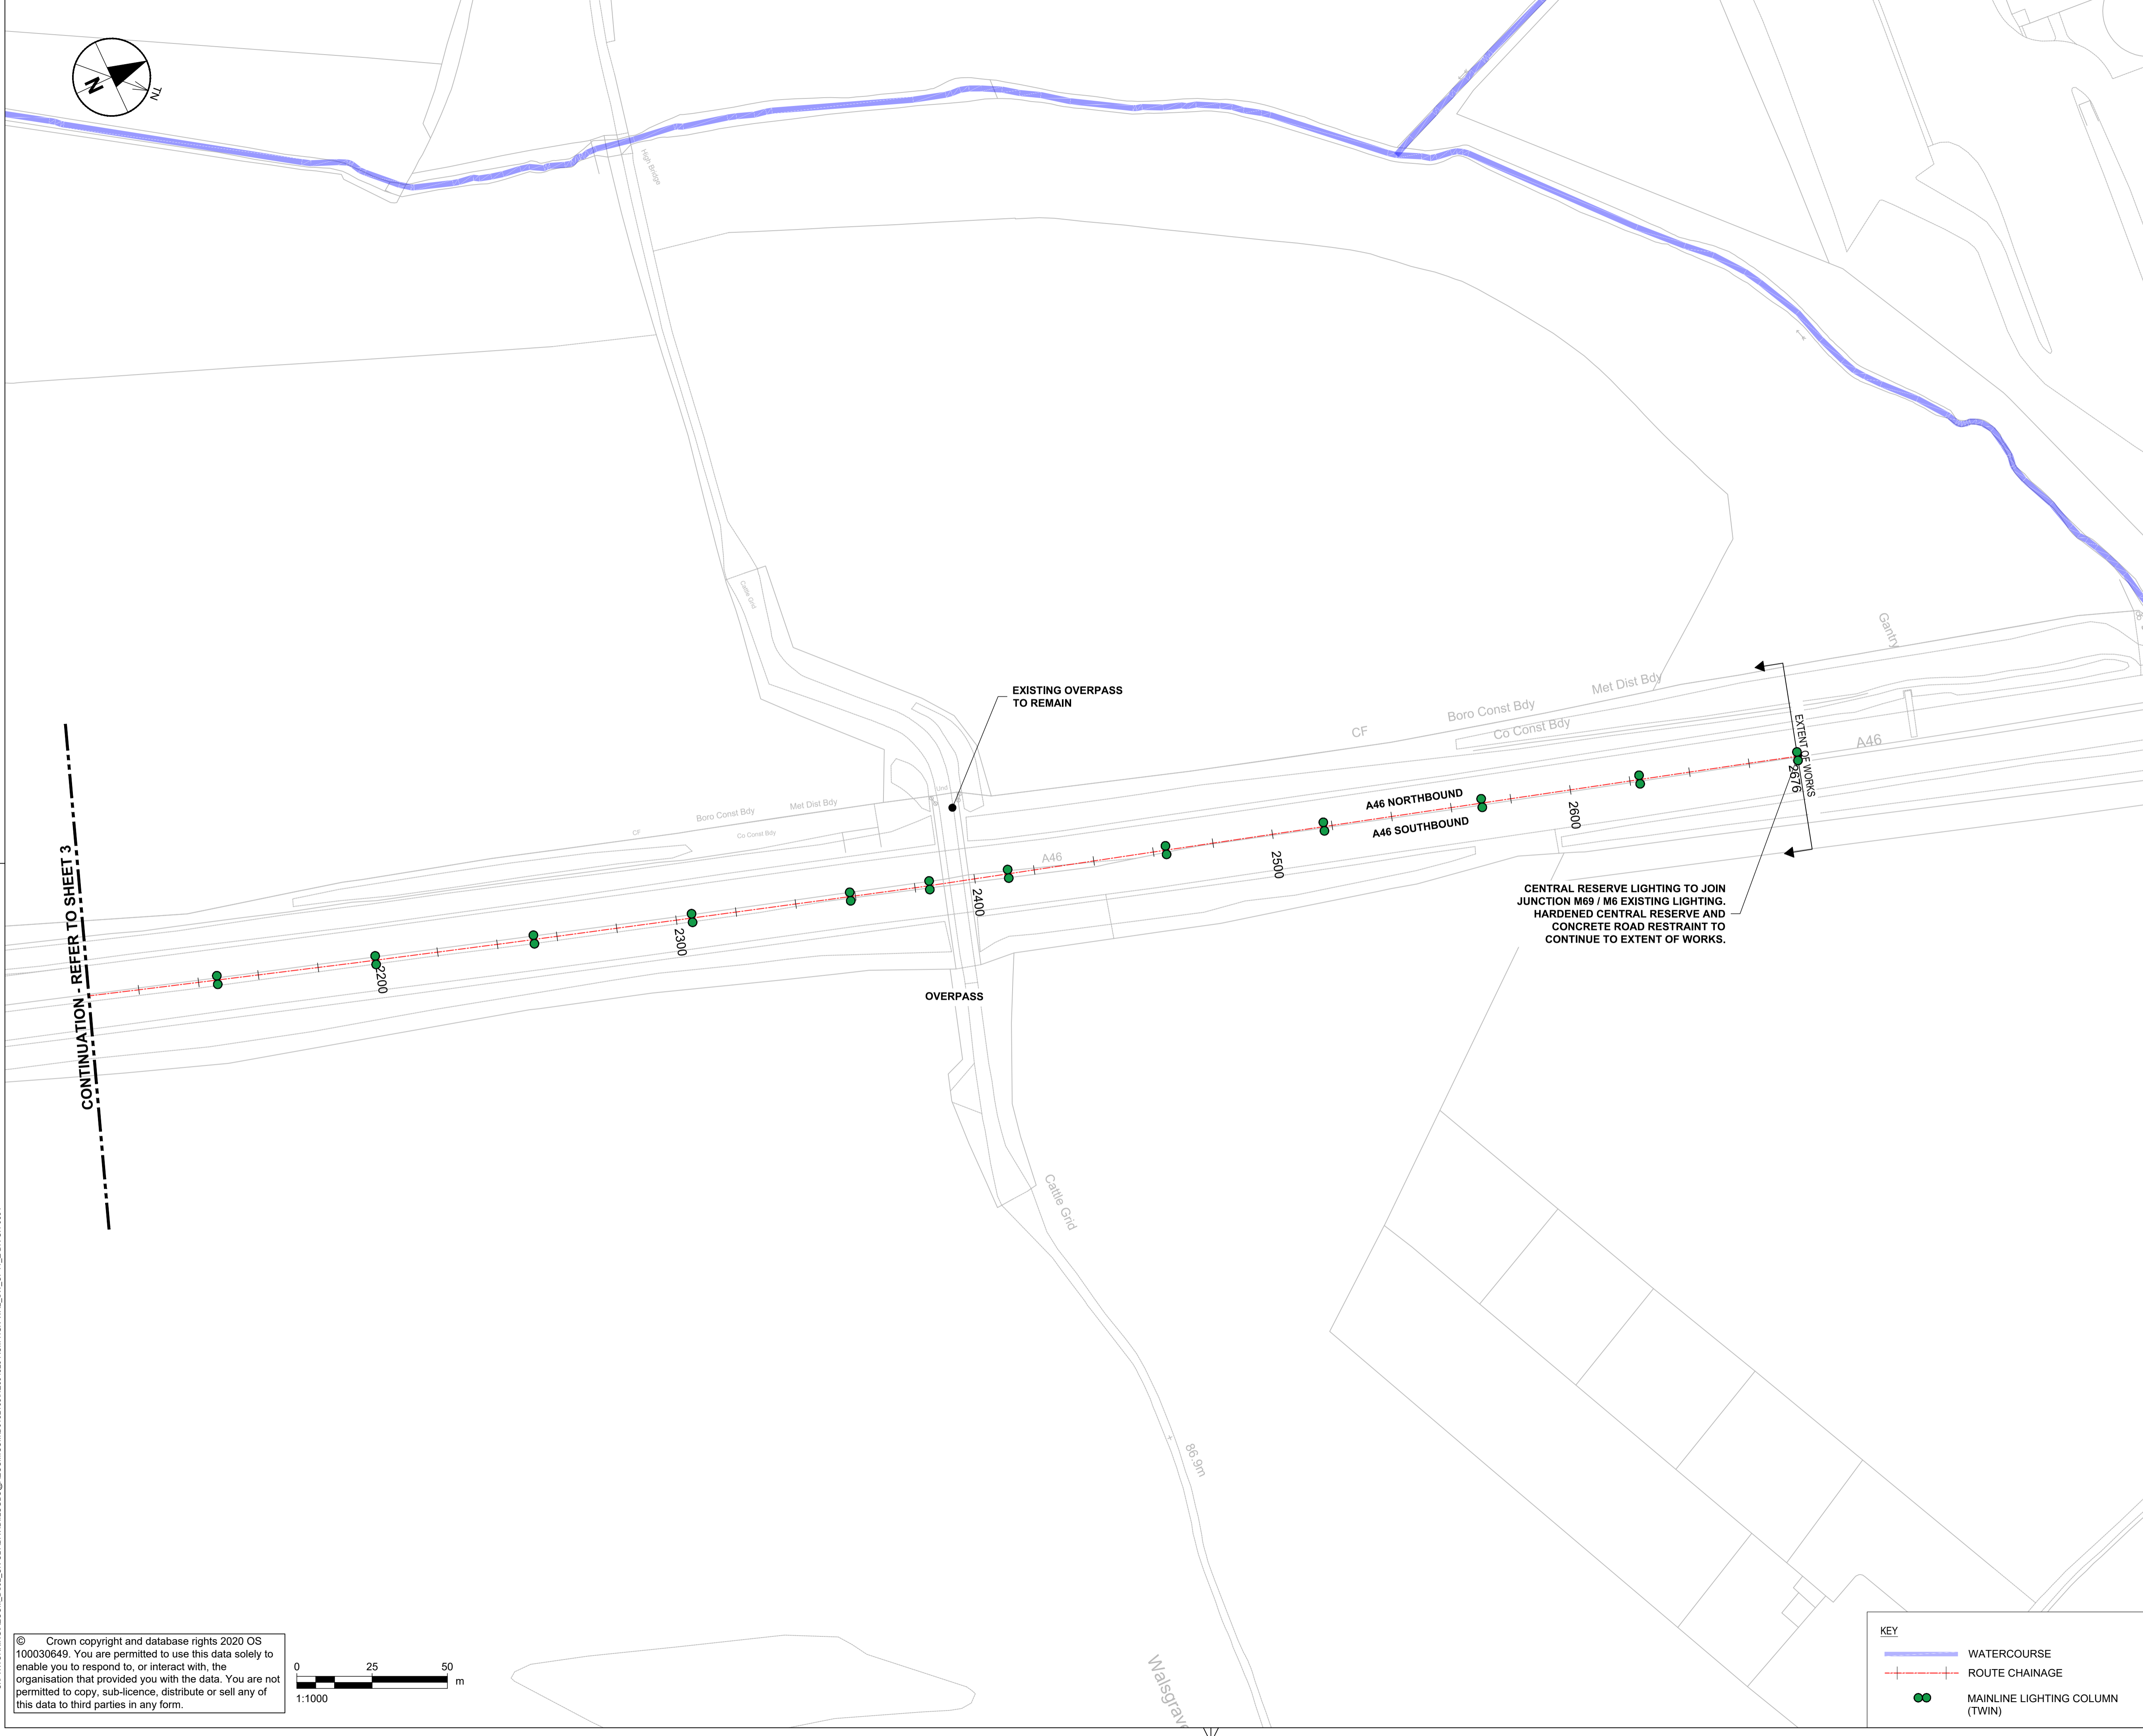 N
TN
High Bridge
Cattle Grid
Gantry
EXISTING OVERPASS
TO REMAIN
Met Dist Bdy
Boro Const Bdy
Co Const Bdy
CF
EXTENT OF WORKS
2676
A46
A46 NORTHBOUND
A46 SOUTHBOUND
2600
2500
2400
2300
2200
A46
Und
Met Dist Bdy
Boro Const Bdy
Co Const Bdy
CF
CONTINUATION - REFER TO SHEET 3
CENTRAL RESERVE LIGHTING TO JOIN
JUNCTION M69 / M6 EXISTING LIGHTING.
HARDENED CENTRAL RESERVE AND
CONCRETE ROAD RESTRAINT TO
CONTINUE TO EXTENT OF WORKS.
OVERPASS
Cattle Grid
86.9m
© Crown copyright and database rights 2020 OS
100030649. You are permitted to use this data solely to
enable you to respond to, or interact with, the
organisation that provided you with the data. You are not
permitted to copy, sub-licence, distribute or sell any of
this data to third parties in any form.
0 25 50
m
1:1000
KEY
WATERCOURSE
ROUTE CHAINAGE
MAINLINE LIGHTING COLUMN
(TWIN)